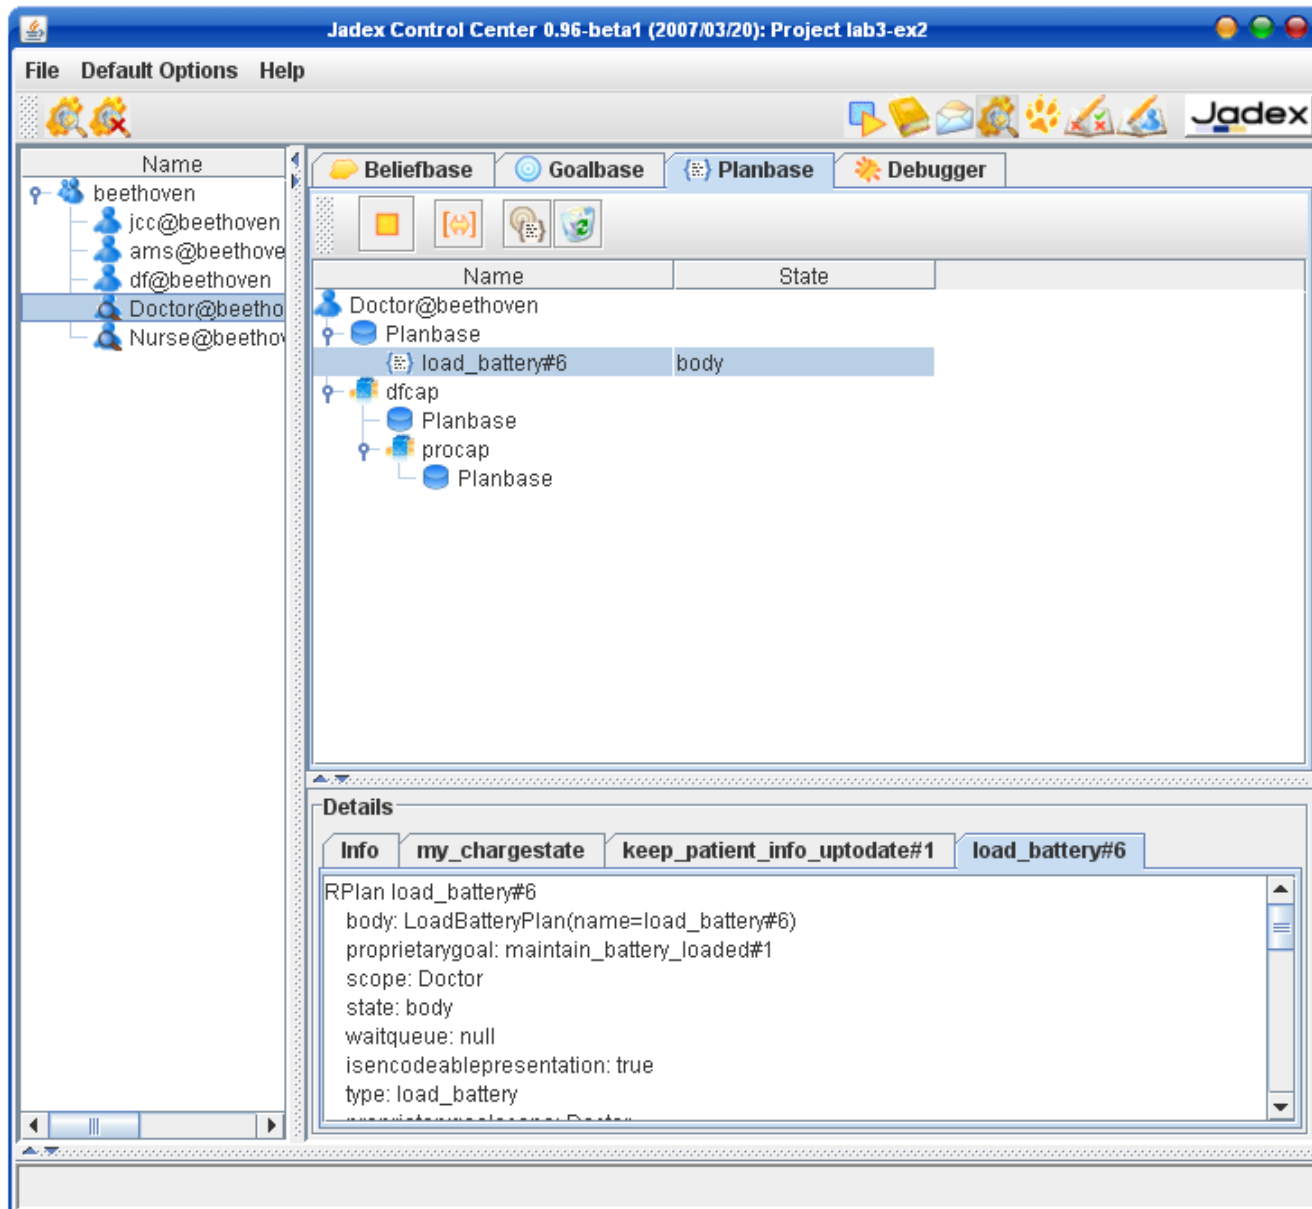 Jadex Control Center 0.96-beta1 (2007/03/20): Project lab3-ex2
File Default Options Help
Jadex
Name
beethoven
jcc@beethoven
ams@beethove
df@beethoven
Doctor@beetho
Nurse@beethov
Beliefbase Goalbase Planbase Debugger
Name State
Doctor@beethoven
Planbase
load_battery#6 body
dfcap
Planbase
procap
Planbase
Details
Info my_chargestate keep_patient_info_uptodate#1 load_battery#6
RPlan load_battery#6
body: LoadBatteryPlan(name=load_battery#6)
proprietarygoal: maintain_battery_loaded#1
scope: Doctor
state: body
waitqueue: null
isencodeablepresentation: true
type: load_battery